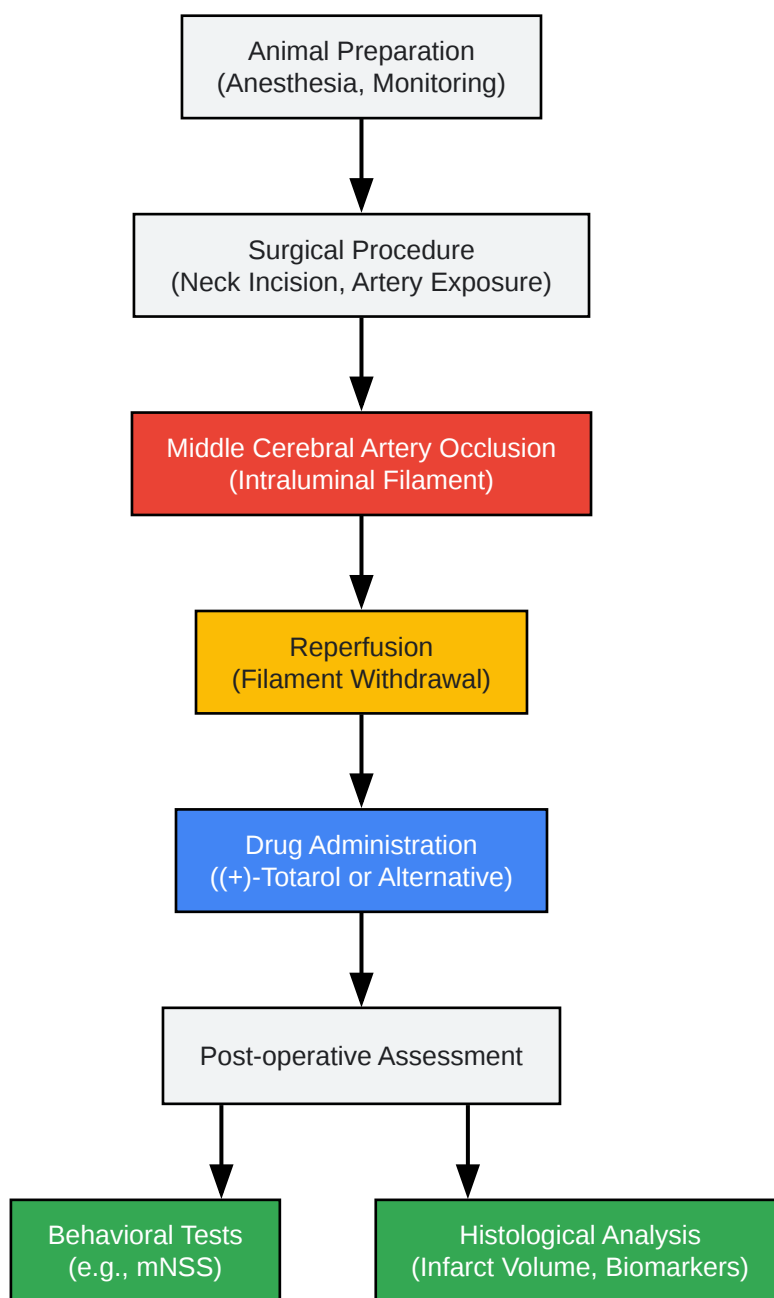 Animal Preparation
(Anesthesia, Monitoring)
Surgical Procedure
(Neck Incision, Artery Exposure)
Middle Cerebral Artery Occlusion
(Intraluminal Filament)
Reperfusion
(Filament Withdrawal)
Drug Administration
((+)-Totarol or Alternative)
Post-operative Assessment
Behavioral Tests
(e.g., mNSS)
Histological Analysis
(Infarct Volume, Biomarkers)